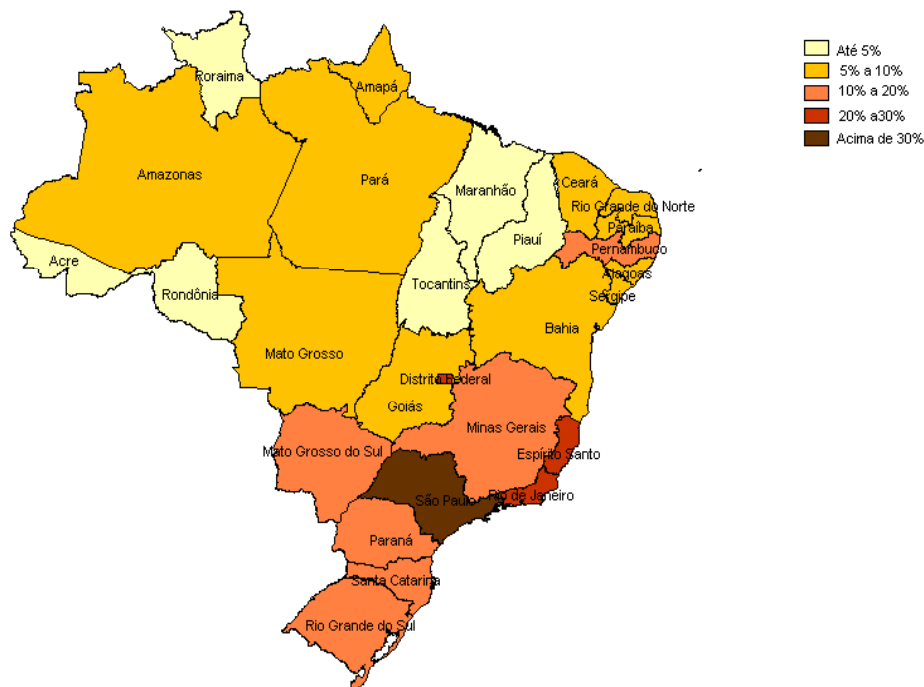 Até 5%
5% a 10%
10% a 20%
20% a30%
Acima de 30%
Roraima
Amapá
Amazonas
Pará
Maranhão
Ceará
Rio Grande do Norte
Paraíba
Piauí
Pernambuco
Acre
Alagoas
Tocantins
Rondônia
Sergipe
Bahia
Mato Grosso
Distrito Federal
Goiás
Minas Gerais
Mato Grosso do Sul
Espírito Santo
Rio de Janeiro
São Paulo
Paraná
Santa Catarina
Rio Grande do Sul